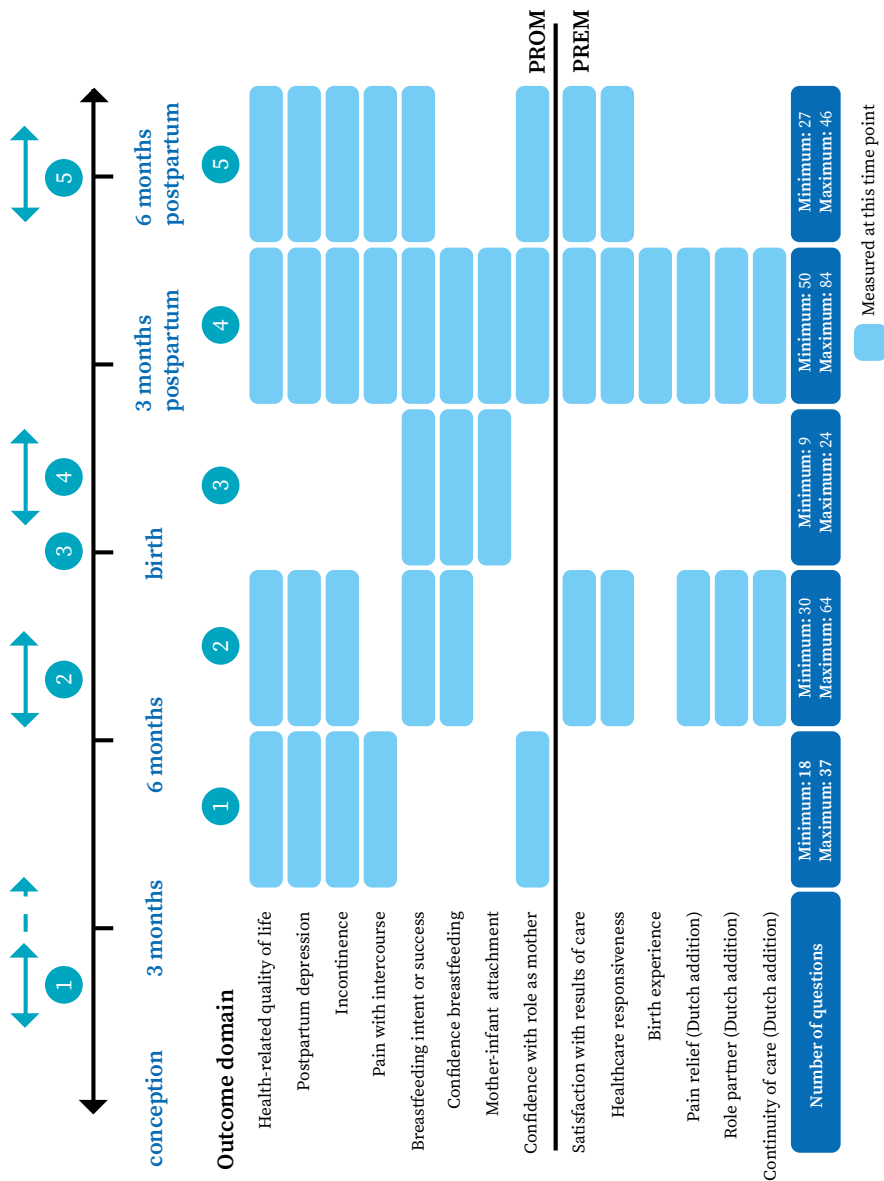 1
2
3
4
5
conception
3 months
6 months
birth
3 months
postpartum
6 months
postpartum
Outcome domain
1
2
3
4
5
Health-related quality of life
Postpartum depression
Incontinence
Pain with intercourse
Breastfeeding intent or success
Confidence breastfeeding
Mother-infant attachment
Confidence with role as mother
PROM
PREM
Satisfaction with results of care
Healthcare responsiveness
Birth experience
Pain relief (Dutch addition)
Role partner (Dutch addition)
Continuity of care (Dutch addition)
Number of questions
Minimum: 18
Maximum: 37
Minimum: 30
Maximum: 64
Minimum: 9
Maximum: 24
Minimum: 50
Maximum: 84
Minimum: 27
Maximum: 46
Measured at this time point